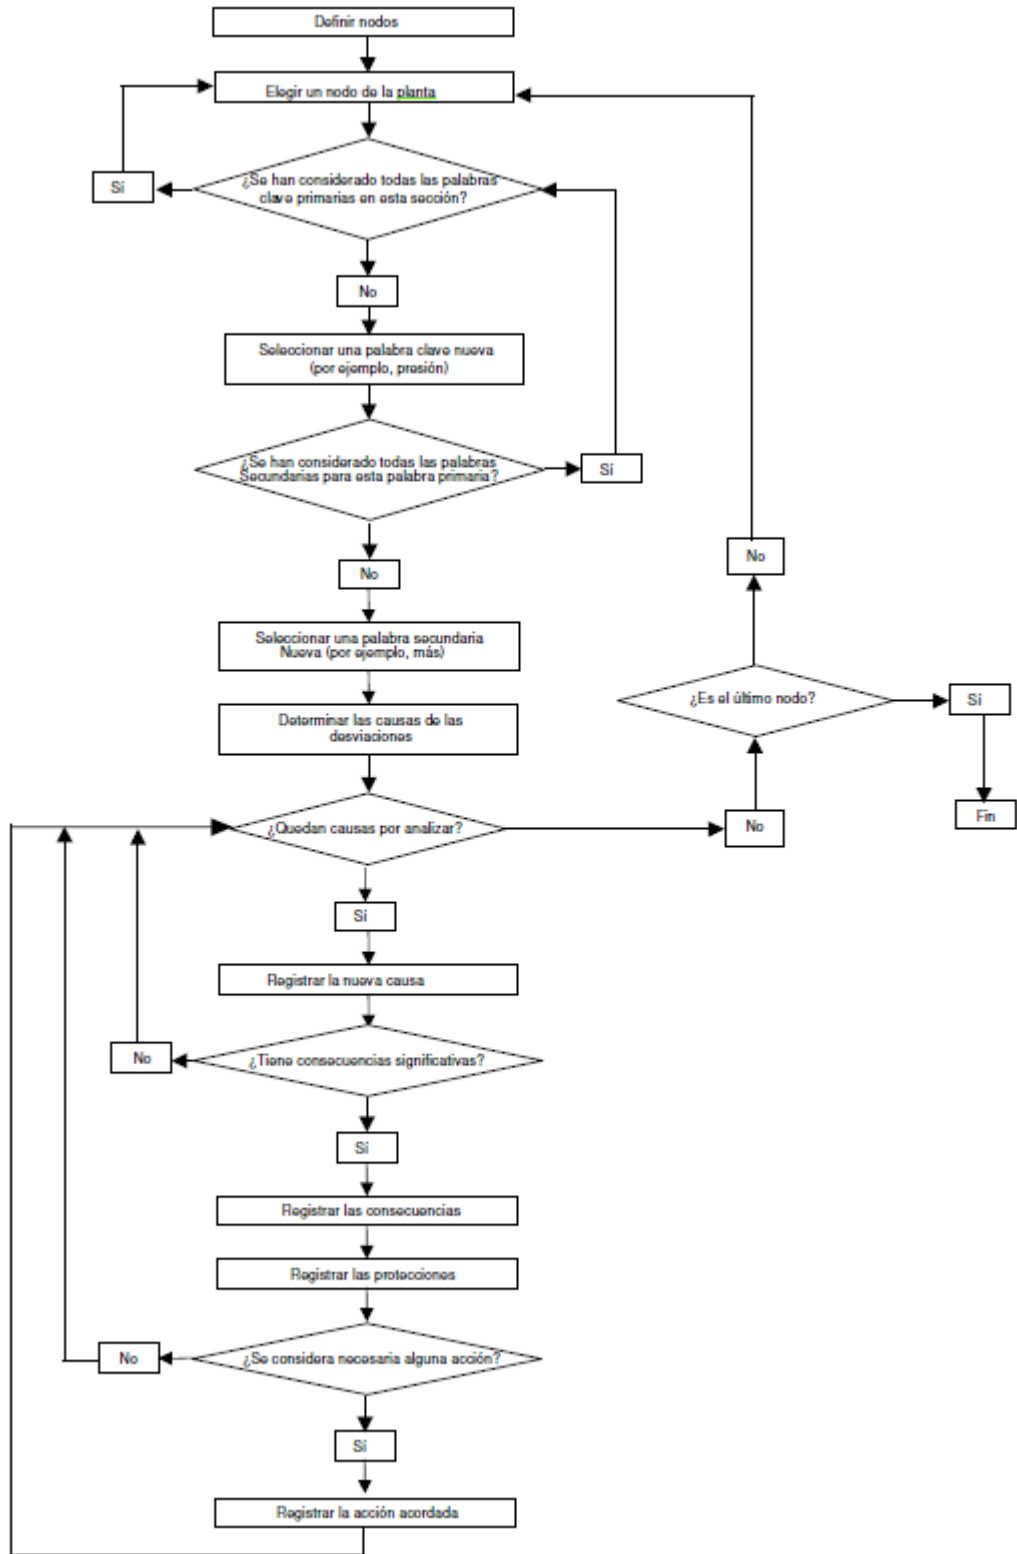 Definir nodos
Elegir un nodo de la planta
¿Se han considerado todas las palabras
clave primarias en esta sección?
Sí
No
Seleccionar una palabra clave nueva
(por ejemplo, presión)
¿Se han considerado todas las palabras
Secundarias para esta palabra primaria?
Sí
No
No
Seleccionar una palabra secundaria
Nueva (por ejemplo, más)
¿Es el último nodo?
Sí
Determinar las causas de las
desviaciones
¿Quedan causas por analizar?
No
Fin
Sí
Registrar la nueva causa
¿Tiene consecuencias significativas?
No
Sí
Registrar las consecuencias
Registrar las protecciones
¿Se considera necesaria alguna acción?
No
Sí
Registrar la acción acordada